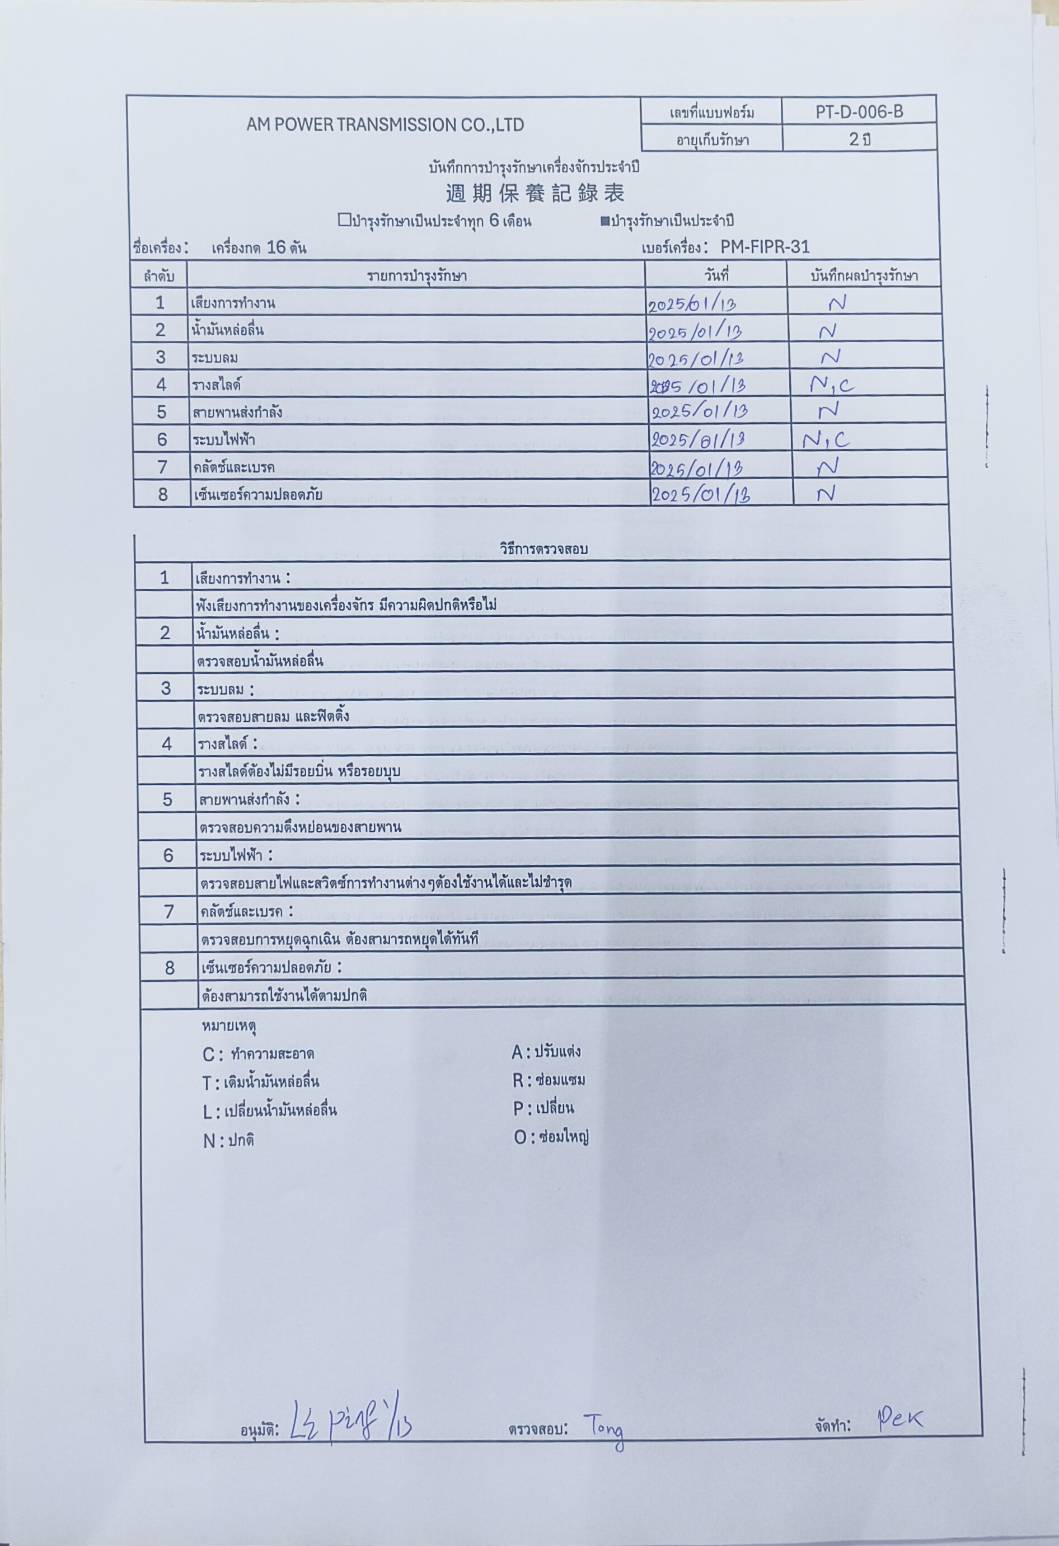 AM POWER TRANSMISSION CO.,LTD
เลขที่แบบฟอร์ม PT-D-006-B
อายุเก็บรักษา 2 ปี
บันทึกการบำรุงรักษาเครื่องจักรประจำปี
週期保養記錄表
☐บำรุงรักษาเป็นประจำทุก 6 เดือน ■บำรุงรักษาเป็นประจำปี
ชื่อเครื่อง: เครื่องกด 16 ตัน เบอร์เครื่อง: PM-FIPR-31
ลำดับ รายการบำรุงรักษา วันที่ บันทึกผลบำรุงรักษา
1 เสียงการทำงาน 2025/01/13 N
2 น้ำมันหล่อลื่น 2025/01/13 N
3 ระบบลม 2025/01/13 N
4 รางสไลด์ 2025/01/13 N,C
5 สายพานส่งกำลัง 2025/01/13 N
6 ระบบไฟฟ้า 2025/01/13 N,C
7 คลัตช์และเบรค 2025/01/13 N
8 เซ็นเซอร์ความปลอดภัย 2025/01/13 N
วิธีการตรวจสอบ
1 เสียงการทำงาน :
ฟังเสียงการทำงานของเครื่องจักร มีความผิดปกติหรือไม่
2 น้ำมันหล่อลื่น :
ตรวจสอบน้ำมันหล่อลื่น
3 ระบบลม :
ตรวจสอบสายลม และฟิตติ้ง
4 รางสไลด์ :
รางสไลด์ต้องไม่มีรอยบิ่น หรือรอยบุบ
5 สายพานส่งกำลัง :
ตรวจสอบความตึงหย่อนของสายพาน
6 ระบบไฟฟ้า :
ตรวจสอบสายไฟและสวิตซ์การทำงานต่างๆต้องใช้งานได้และไม่ชำรุด
7 คลัตช์และเบรค :
ตรวจสอบการหยุดฉุกเฉิน ต้องสามารถหยุดได้ทันที
8 เซ็นเซอร์ความปลอดภัย :
ต้องสามารถใช้งานได้ตามปกติ
หมายเหตุ
C : ทำความสะอาด A : ปรับแต่ง
T : เติมน้ำมันหล่อลื่น R : ซ่อมแซม
L : เปลี่ยนน้ำมันหล่อลื่น P : เปลี่ยน
N : ปกติ O : ซ่อมใหญ่
อนุมัติ: 1/13 ตรวจสอบ: Tong จัดทำ: Pek